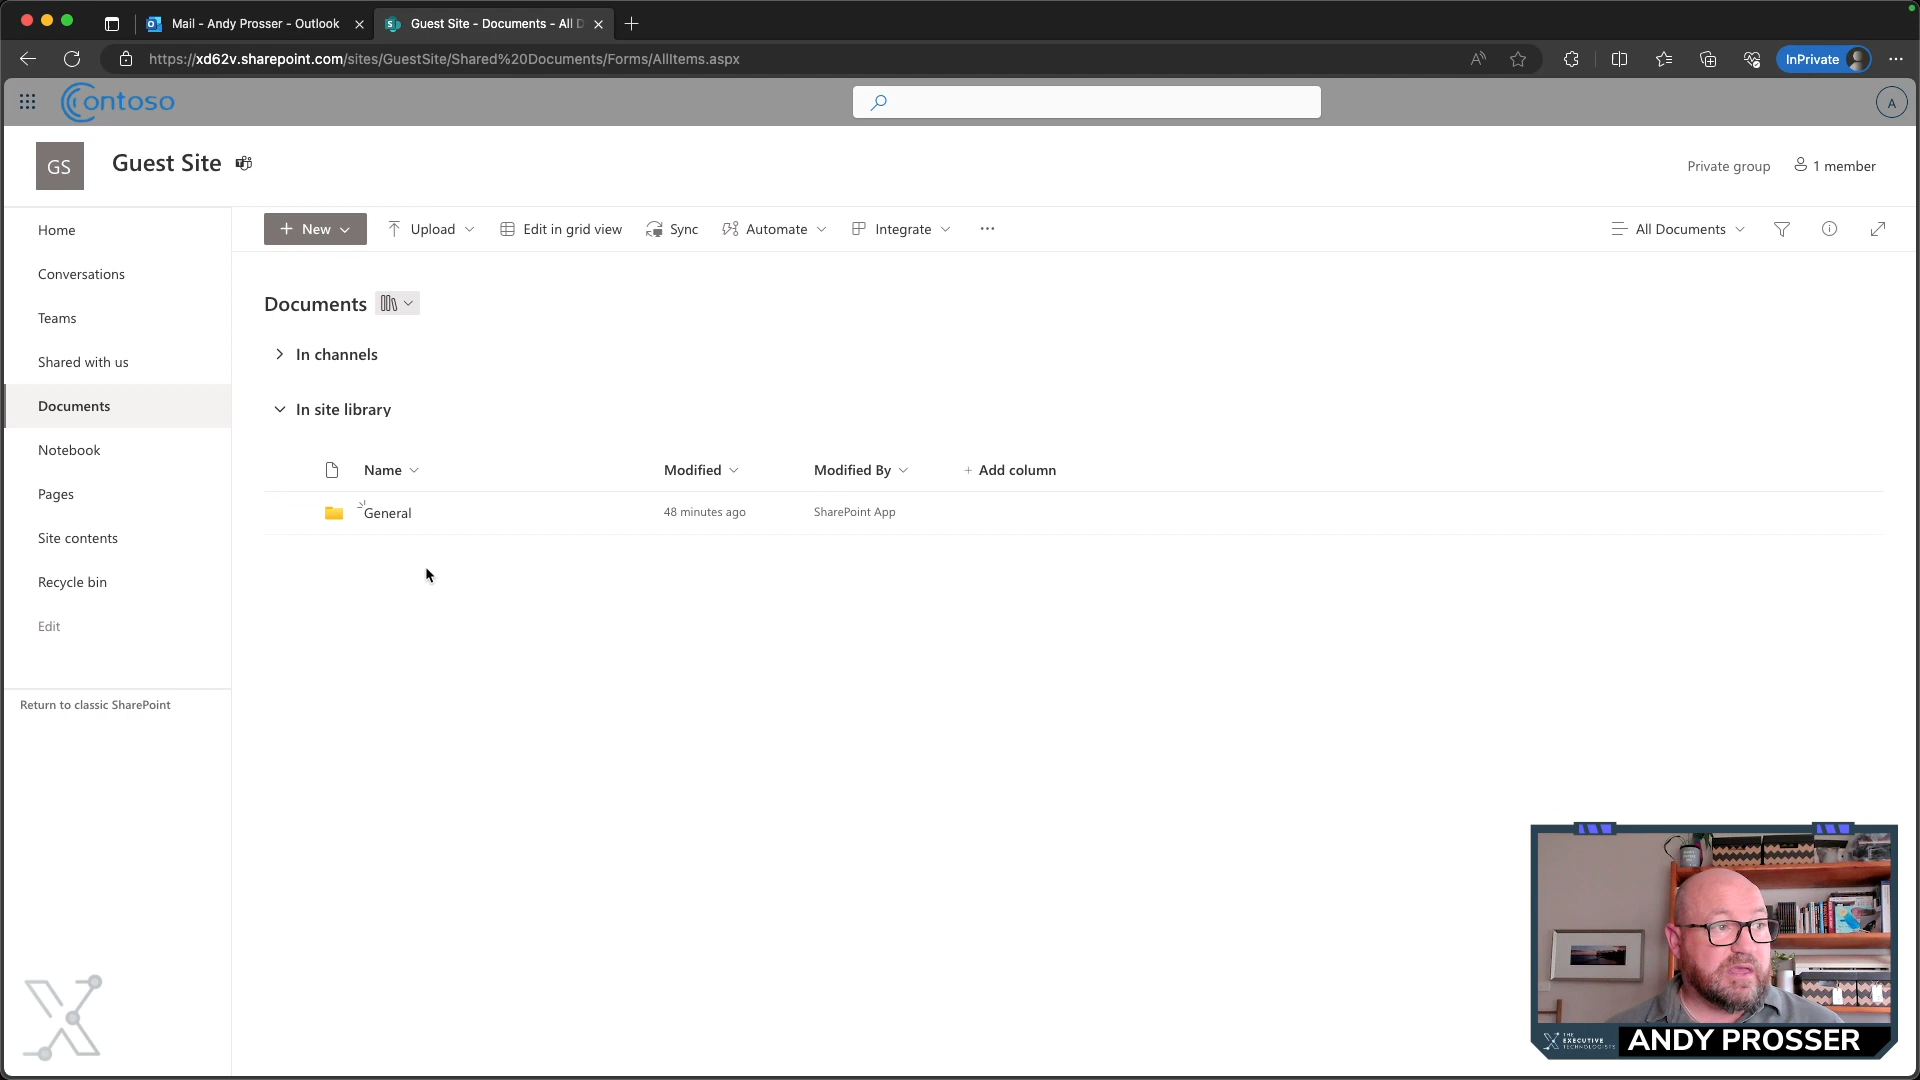 Mail - Andy Prosser - Outlook
Guest Site - Documents - All D
https://xd62v.sharepoint.com/sites/GuestSite/Shared%20Documents/Forms/AllItems.aspx
InPrivate
Contoso
A
GS
Guest Site
Private group
1 member
Home
Conversations
Teams
Shared with us
Documents
Notebook
Pages
Site contents
Recycle bin
Edit
Return to classic SharePoint
+ New
Upload
Edit in grid view
Sync
Automate
Integrate
...
All Documents
Documents
In channels
In site library
Name
Modified
Modified By
+ Add column
General
48 minutes ago
SharePoint App
THE
EXECUTIVE
TECHNOLOGISTS
ANDY PROSSER